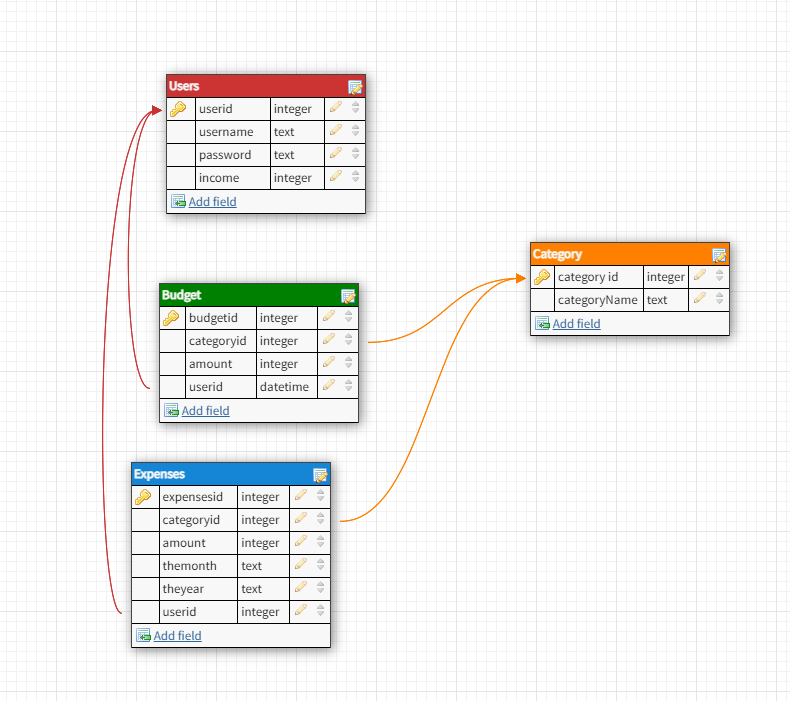 Users
userid integer
username text
password text
income integer
Add field
Category
category id integer
categoryName text
Add field
Budget
budgetid integer
categoryid integer
amount integer
userid datetime
Add field
Expenses
expensesid integer
categoryid integer
amount integer
themonth text
theyear text
userid integer
Add field